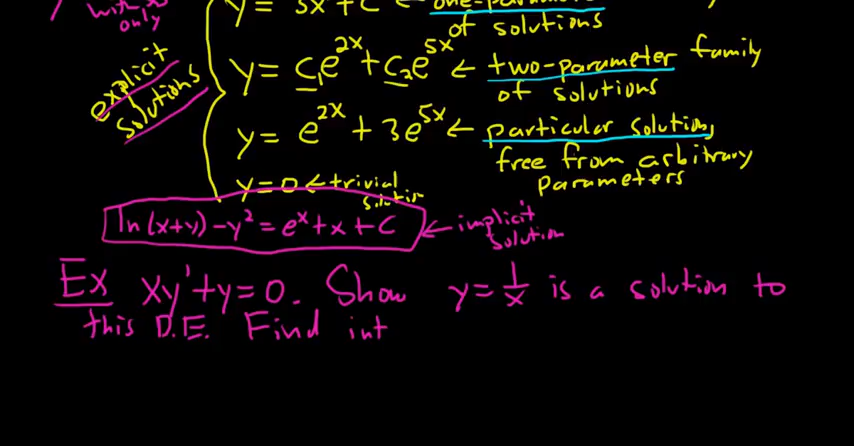 with x's
only
y = 3x + C ← one-param
of solutions
explicit
solutions
y = c₁e^2x + c₂e^5x ← two-parameter family
of solutions
y = e^2x + 3e^5x ← particular solution,
free from arbitrary
parameters
y = 0 ← trivial
solution
ln(x+y) - y² = e^x + x + C ← implicit
solution
Ex xy' + y = 0. Show y = 1/x is a solution to
this D.E. Find int